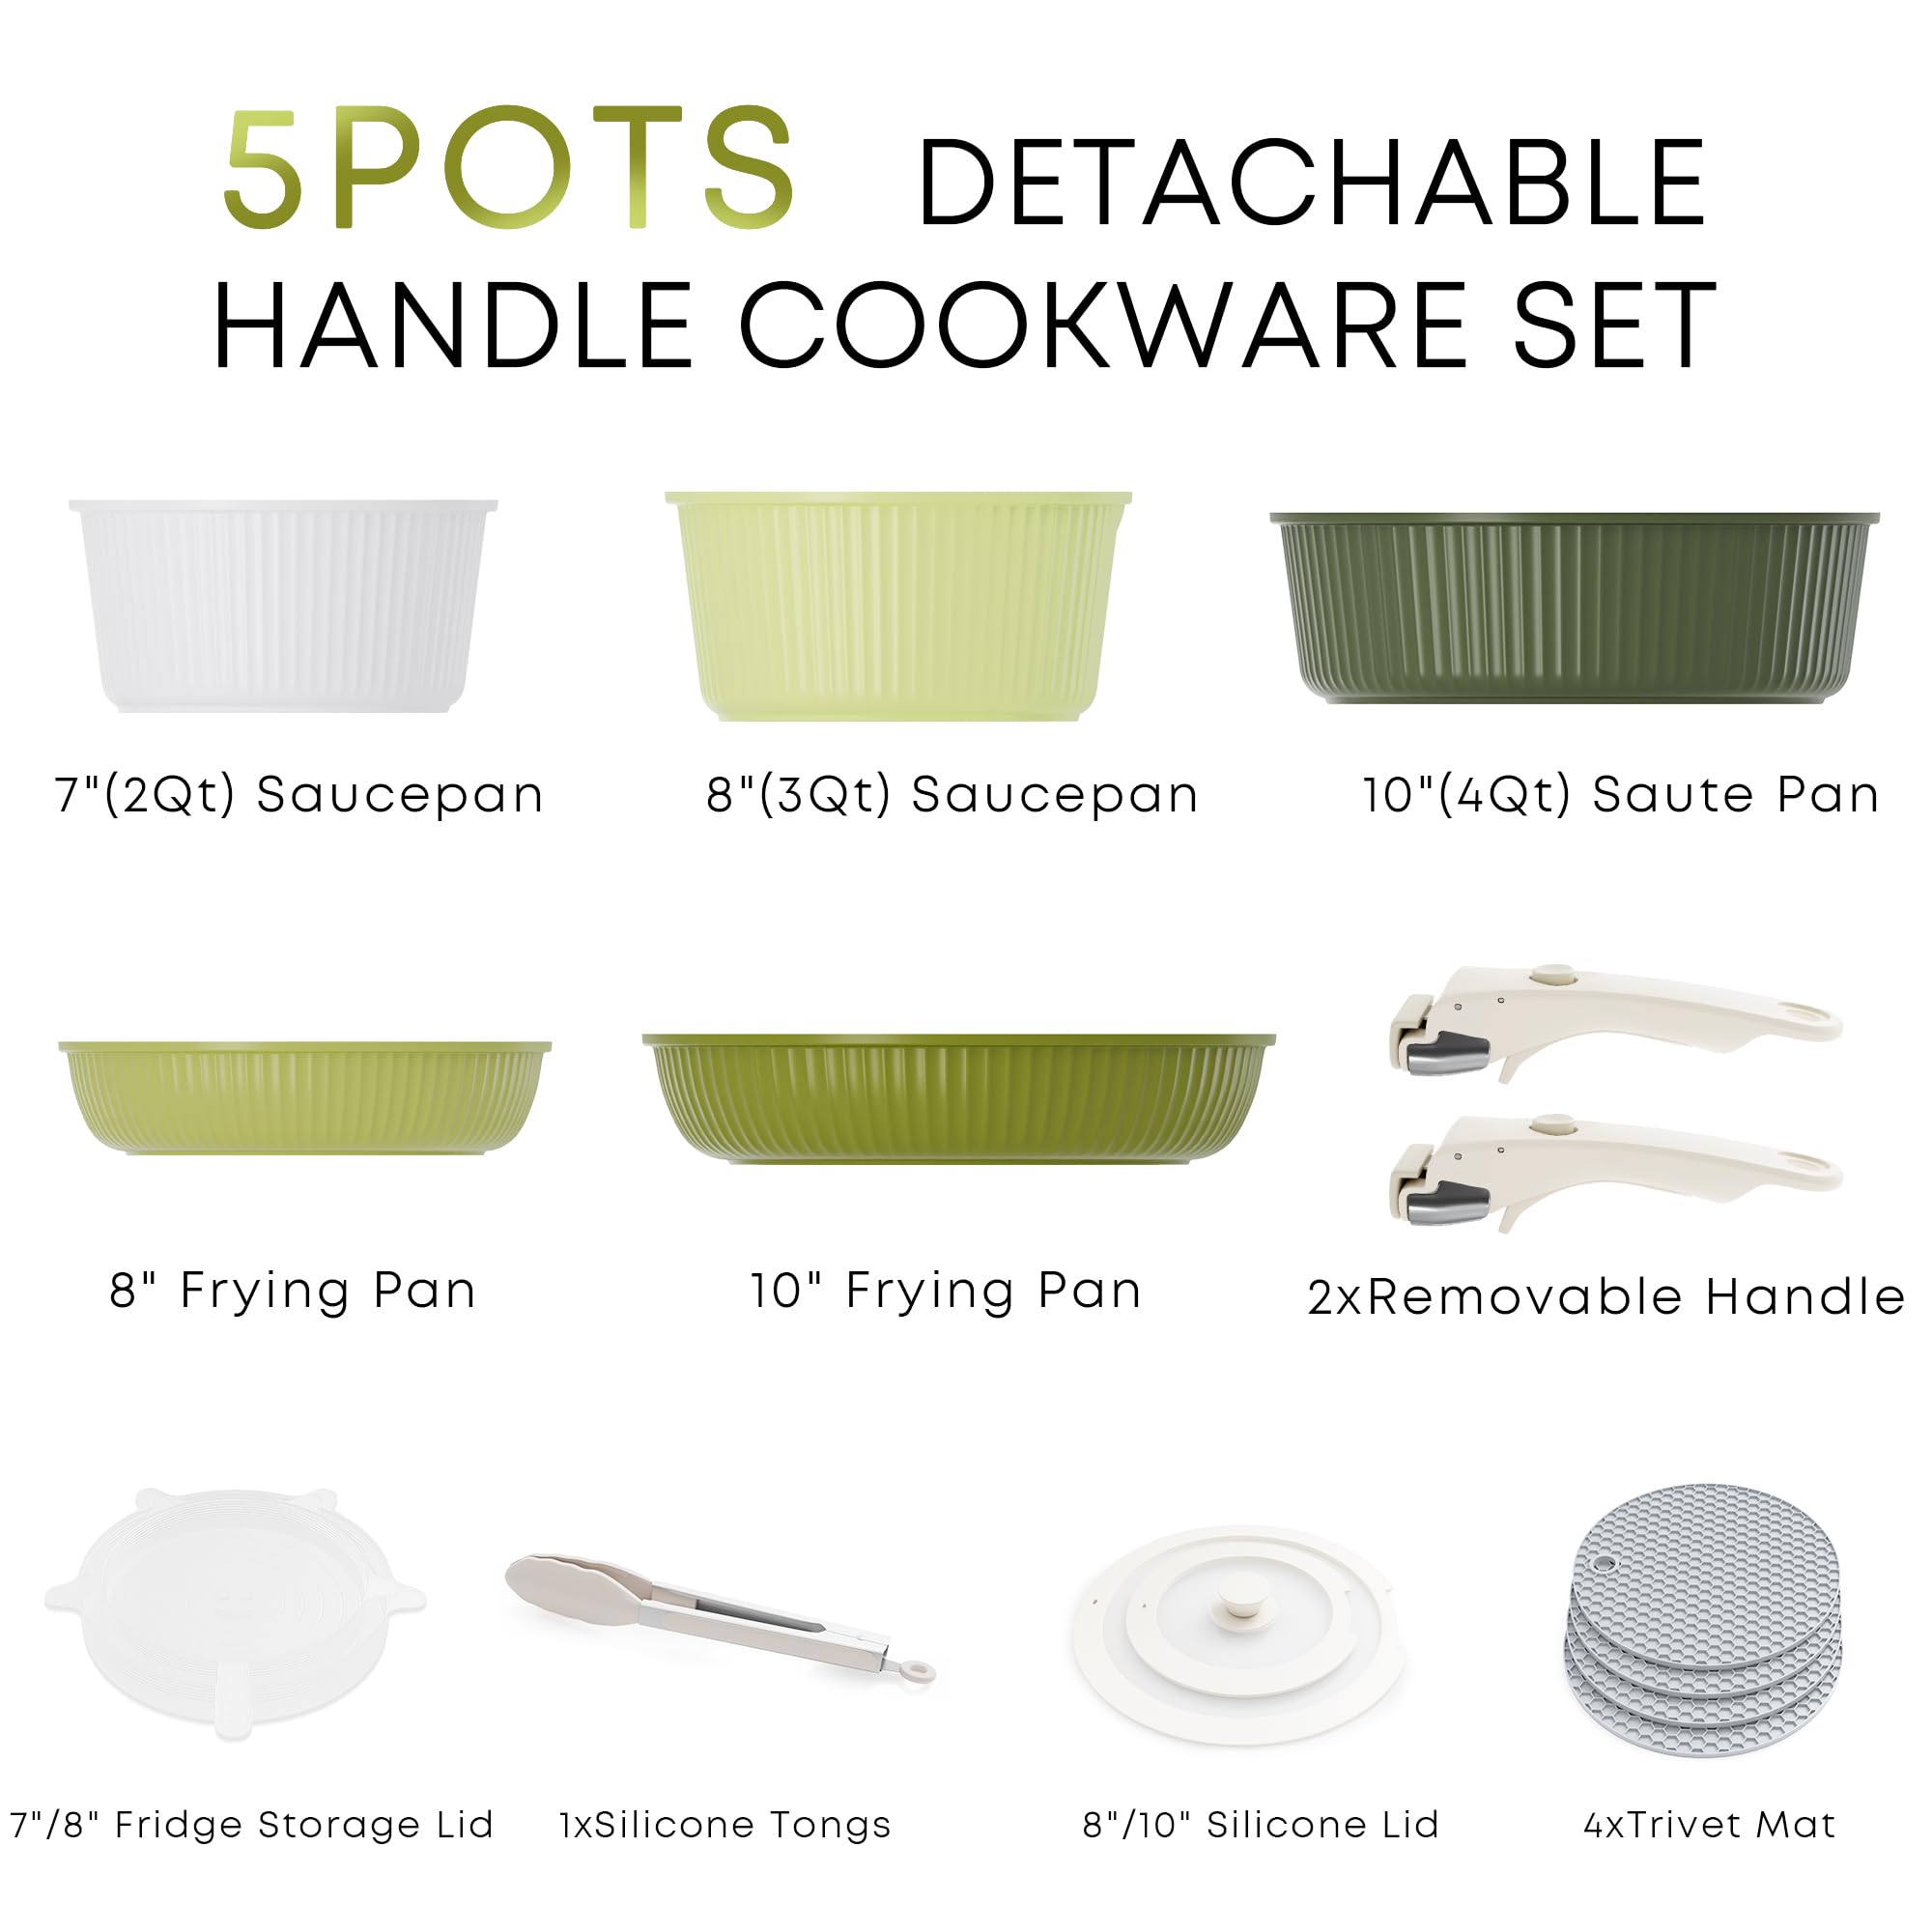 5POTS DETACHABLE
HANDLE COOKWARE SET
7"(2Qt) Saucepan
8"(3Qt) Saucepan
10"(4Qt) Saute Pan
8" Frying Pan
10" Frying Pan
2xRemovable Handle
7"/8" Fridge Storage Lid
1xSilicone Tongs
8"/10" Silicone Lid
4xTrivet Mat